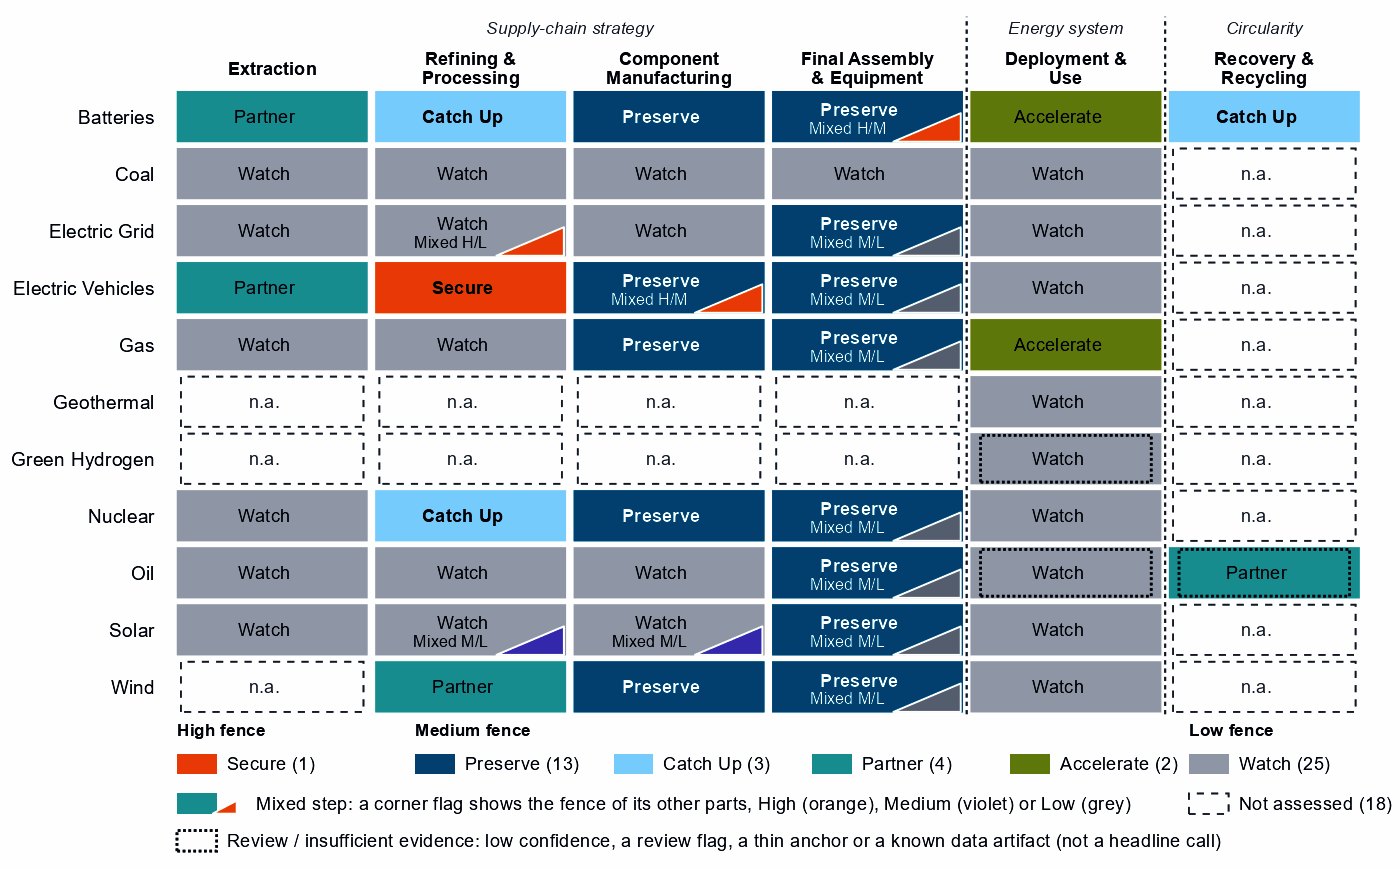 Supply-chain strategy Energy system Circularity
Extraction Refining & Component Final Assembly Deployment & Recovery &
Processing Manufacturing & Equipment Use Recycling
Batteries Partner Catch Up Preserve Preserve Accelerate Catch Up
Mixed H/M
Coal Watch Watch Watch Watch Watch n.a.
Electric Grid Watch Watch Watch Preserve Watch n.a.
Mixed H/L Mixed M/L
Electric Vehicles Partner Secure Preserve Preserve Watch n.a.
Mixed H/M Mixed M/L
Gas Watch Watch Preserve Preserve Accelerate n.a.
Mixed M/L
Geothermal n.a. n.a. n.a. n.a. Watch n.a.
Green Hydrogen n.a. n.a. n.a. n.a. Watch n.a.
Nuclear Watch Catch Up Preserve Preserve Watch n.a.
Mixed M/L
Oil Watch Watch Watch Preserve Watch Partner
Mixed M/L
Solar Watch Watch Watch Preserve Watch n.a.
Mixed M/L Mixed M/L Mixed M/L
Wind n.a. Partner Preserve Preserve Watch n.a.
Mixed M/L
High fence Medium fence Low fence
Secure (1) Preserve (13) Catch Up (3) Partner (4) Accelerate (2) Watch (25)
Mixed step: a corner flag shows the fence of its other parts, High (orange), Medium (violet) or Low (grey) Not assessed (18)
Review / insufficient evidence: low confidence, a review flag, a thin anchor or a known data artifact (not a headline call)